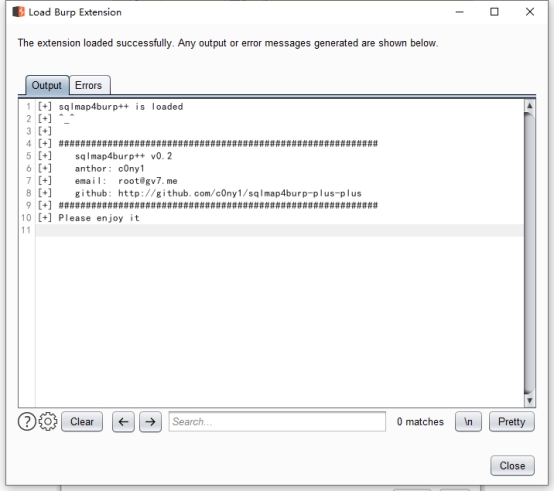 Load Burp Extension
The extension loaded successfully. Any output or error messages generated are shown below.
Output Errors
1 [+] sqlmap4burp++ is loaded
2 [+] ^_^
3 [+]
4 [+] ###########################################################
5 [+] sqlmap4burp++ v0.2
6 [+] anthor: c0ny1
7 [+] email: root@gv7.me
8 [+] github: http://github.com/c0ny1/sqlmap4burp-plus-plus
9 [+] ###########################################################
10 [+] Please enjoy it
11
? Clear ← → Search... 0 matches \n Pretty
Close